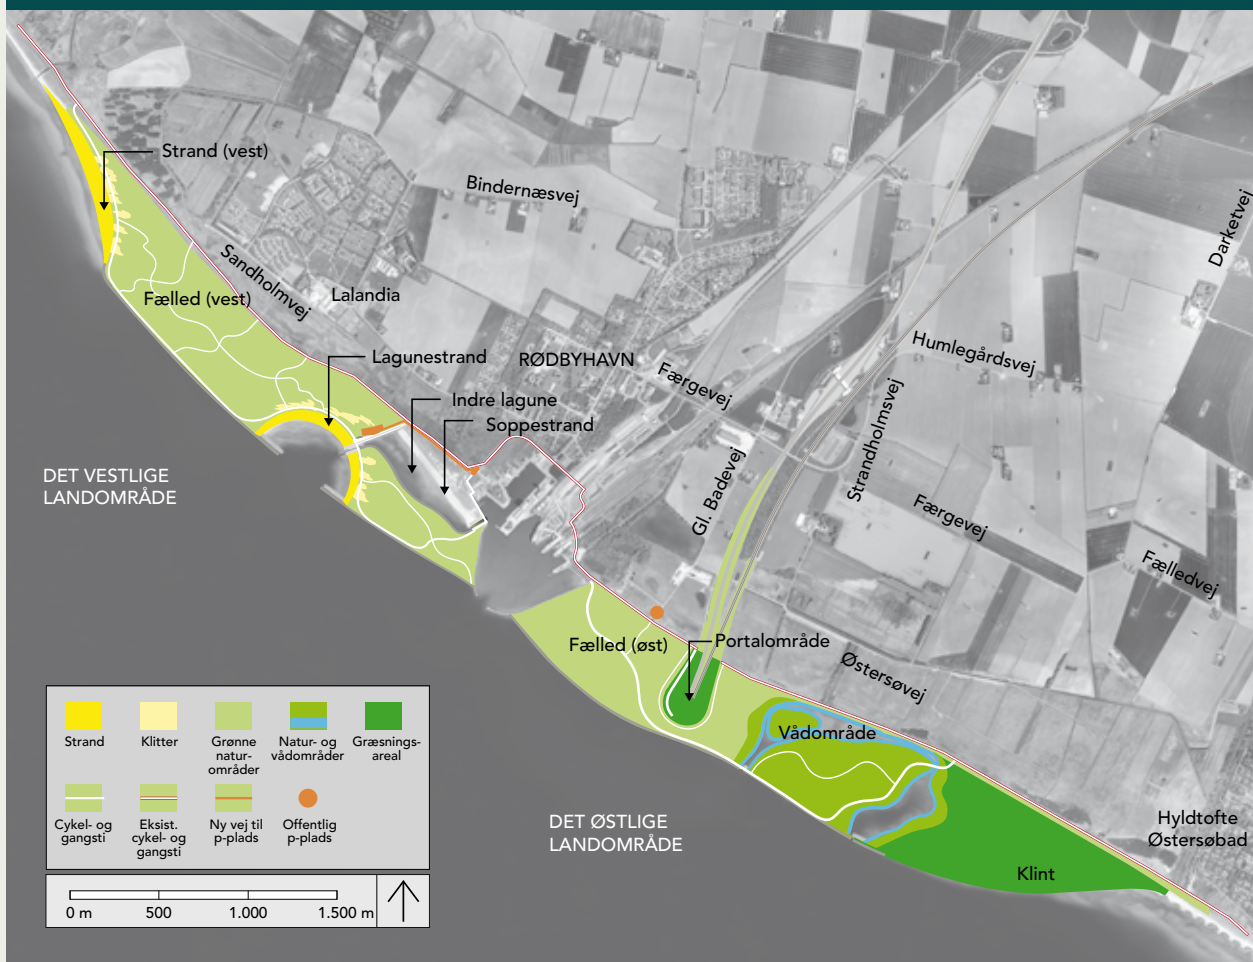 Strand (vest)
Bindernæsvej
Darketvej
Sandholmvej
Fælled (vest)
Lalandia
Humlegårdsvej
Lagunestrand
RØDBYHAVN
Færgevej
Indre lagune
Soppestrand
Strandholmsvej
Gl. Badevej
DET VESTLIGE
LANDOMRÅDE
Færgevej
Fælledvej
Fælled (øst)
Portalområde
Østersøvej
Vådområde
Strand
Klitter
Grønne
natur-
områder
Natur- og
vådområder
Græsnings-
areal
Cykel- og
gangsti
Eksist.
cykel- og
gangsti
Ny vej til
p-plads
Offentlig
p-plads
DET ØSTLIGE
LANDOMRÅDE
Hyldtofte
Østersøbad
Klint
0 m 500 1.000 1.500 m